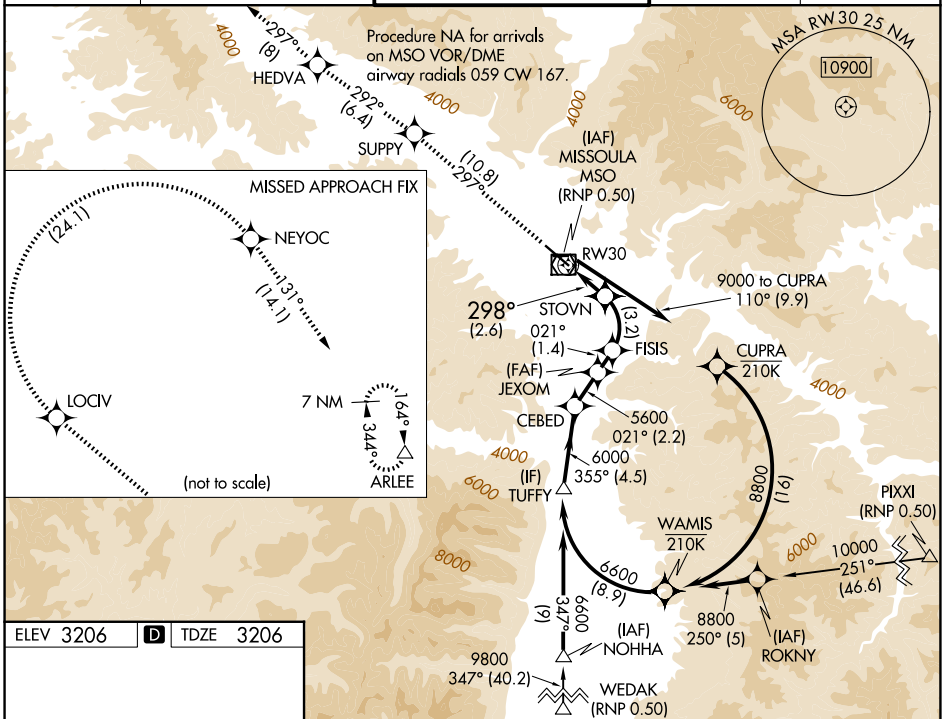 297°
(8)
HEDVA
4000
Procedure NA for arrivals
on MSO VOR/DME
airway radials 059 CW 167.
292°
(6.4)
SUPPY
4000
4000
6000
MSA RW30 25 NM
10900
(10.8)
297°
(IAF)
MISSOULA
MSO
(RNP 0.50)
RW30
MISSED APPROACH FIX
(24.1)
NEYOC
131°
(14.1)
LOCIV
7 NM
164°
344°
ARLEE
(not to scale)
9000 to CUPRA
110° (9.9)
298°
(2.6)
STOVN
(3.2)
021°
(1.4)
FISIS
(FAF)
JEXOM
CUPRA
210K
4000
CEBED
5600
021° (2.2)
4000
6000
355° (4.5)
6000
(IF)
TUFFY
8800
(16)
PIXXI
(RNP 0.50)
WAMIS
210K
6000
10000
251°
(46.6)
8000
6600
(8.9)
6600
347°
(9)
8800
250° (5)
(IAF)
ROKNY
(IAF)
NOHHA
9800
347° (40.2)
WEDAK
(RNP 0.50)
ELEV 3206 D TDZE 3206